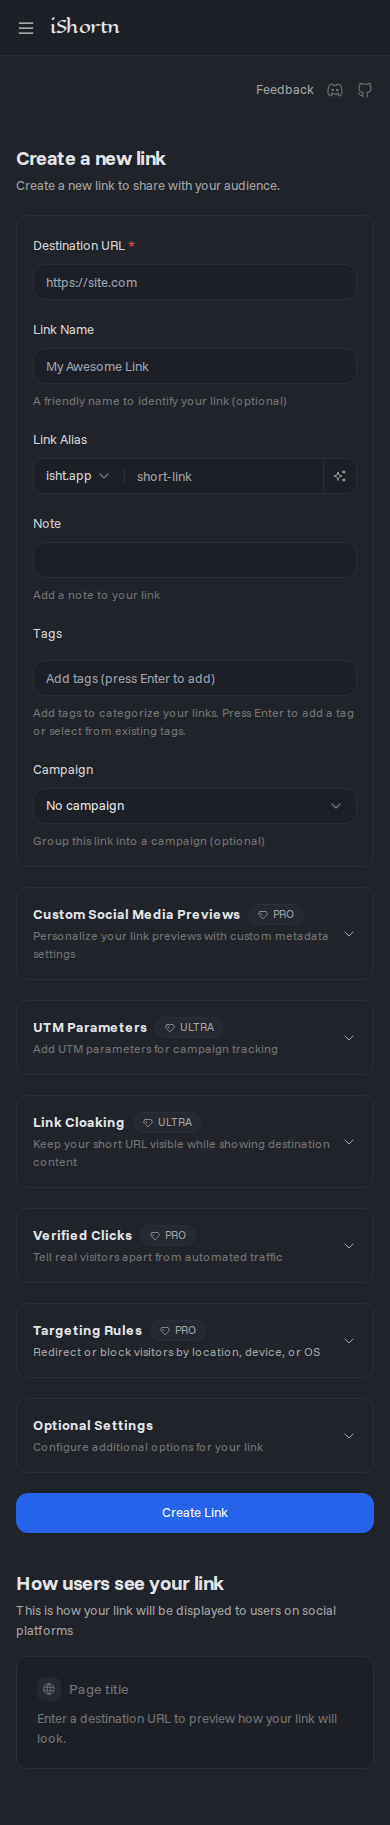 iShortn
Feedback
Create a new link
Create a new link to share with your audience.
Destination URL *
https://site.com
Link Name
My Awesome Link
A friendly name to identify your link (optional)
Link Alias
isht.app
short-link
Note
Add a note to your link
Tags
Add tags (press Enter to add)
Add tags to categorize your links. Press Enter to add a tag
or select from existing tags.
Campaign
No campaign
Group this link into a campaign (optional)
Custom Social Media Previews PRO
Personalize your link previews with custom metadata
settings
UTM Parameters ULTRA
Add UTM parameters for campaign tracking
Link Cloaking ULTRA
Keep your short URL visible while showing destination
content
Verified Clicks PRO
Tell real visitors apart from automated traffic
Targeting Rules PRO
Redirect or block visitors by location, device, or OS
Optional Settings
Configure additional options for your link
Create Link
How users see your link
This is how your link will be displayed to users on social
platforms
Page title
Enter a destination URL to preview how your link will
look.